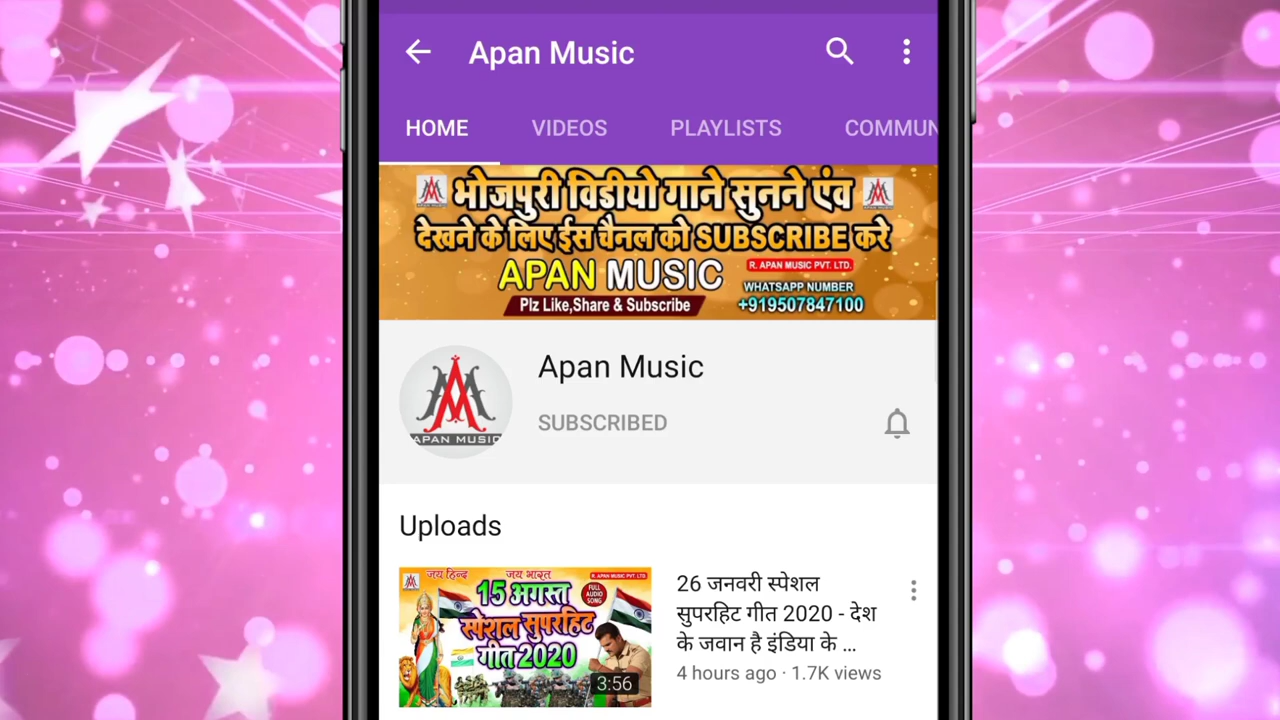 Apan Music
HOME VIDEOS PLAYLISTS COMMUN
भोजपुरी विडीयो गाने सुनने एंव
देखने के लिए ईस चैनल को SUBSCRIBE करे
APAN MUSIC
R. APAN MUSIC PVT. LTD.
WHATSAPP NUMBER
Plz Like,Share & Subscribe
+919507847100
Apan Music
SUBSCRIBED
APAN MUSIC
Uploads
जय हिन्द जय भारत
R. APAN MUSIC PVT. LTD
15 अगस्त
FULL
AUDIO
SONG
स्पेशल सुपरहिट
गीत 2020
3:56
26 जनवरी स्पेशल
सुपरहिट गीत 2020 - देश
के जवान है इंडिया के ...
4 hours ago · 1.7K views